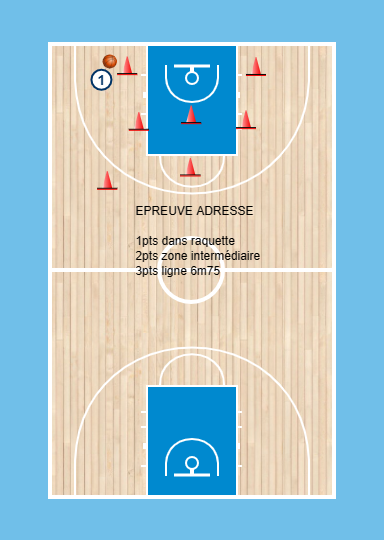 1
EPREUVE ADRESSE
1pts dans raquette
2pts zone intermédiaire
3pts ligne 6m75